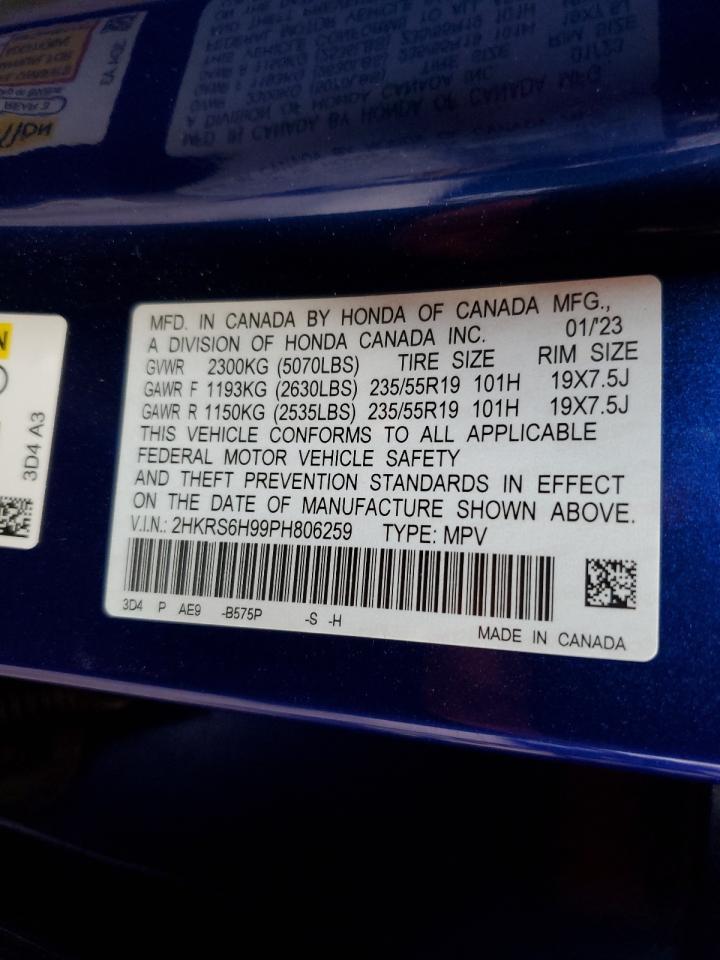 MFD. IN CANADA BY HONDA OF CANADA MFG.,
A DIVISION OF HONDA CANADA INC. 01/'23
GVWR 2300KG (5070LBS) TIRE SIZE RIM SIZE
GAWR F 1193KG (2630LBS) 235/55R19 101H 19X7.5J
GAWR R 1150KG (2535LBS) 235/55R19 101H 19X7.5J
THIS VEHICLE CONFORMS TO ALL APPLICABLE
FEDERAL MOTOR VEHICLE SAFETY
AND THEFT PREVENTION STANDARDS IN EFFECT
ON THE DATE OF MANUFACTURE SHOWN ABOVE.
V.I.N.: 2HKRS6H99PH806259 TYPE: MPV
3D4 P AE9 -B575P -S -H
MADE IN CANADA
3D4 A3